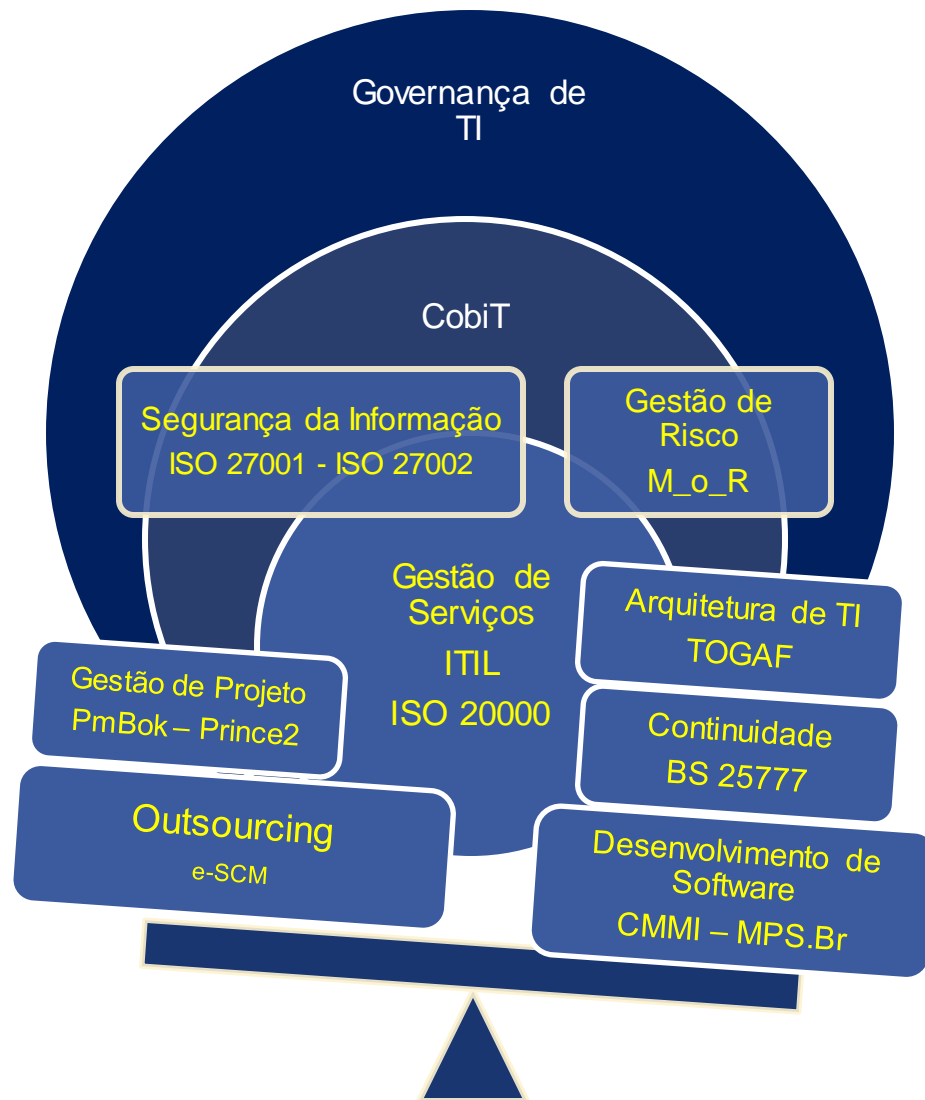 Governança de
TI
CobiT
Segurança da Informação
ISO 27001 - ISO 27002
Gestão de
Risco
M_o_R
Gestão de
Serviços
ITIL
ISO 20000
Arquitetura de TI
TOGAF
Gestão de Projeto
PmBok – Prince2
Continuidade
BS 25777
Outsourcing
e-SCM
Desenvolvimento de
Software
CMMI – MPS.Br